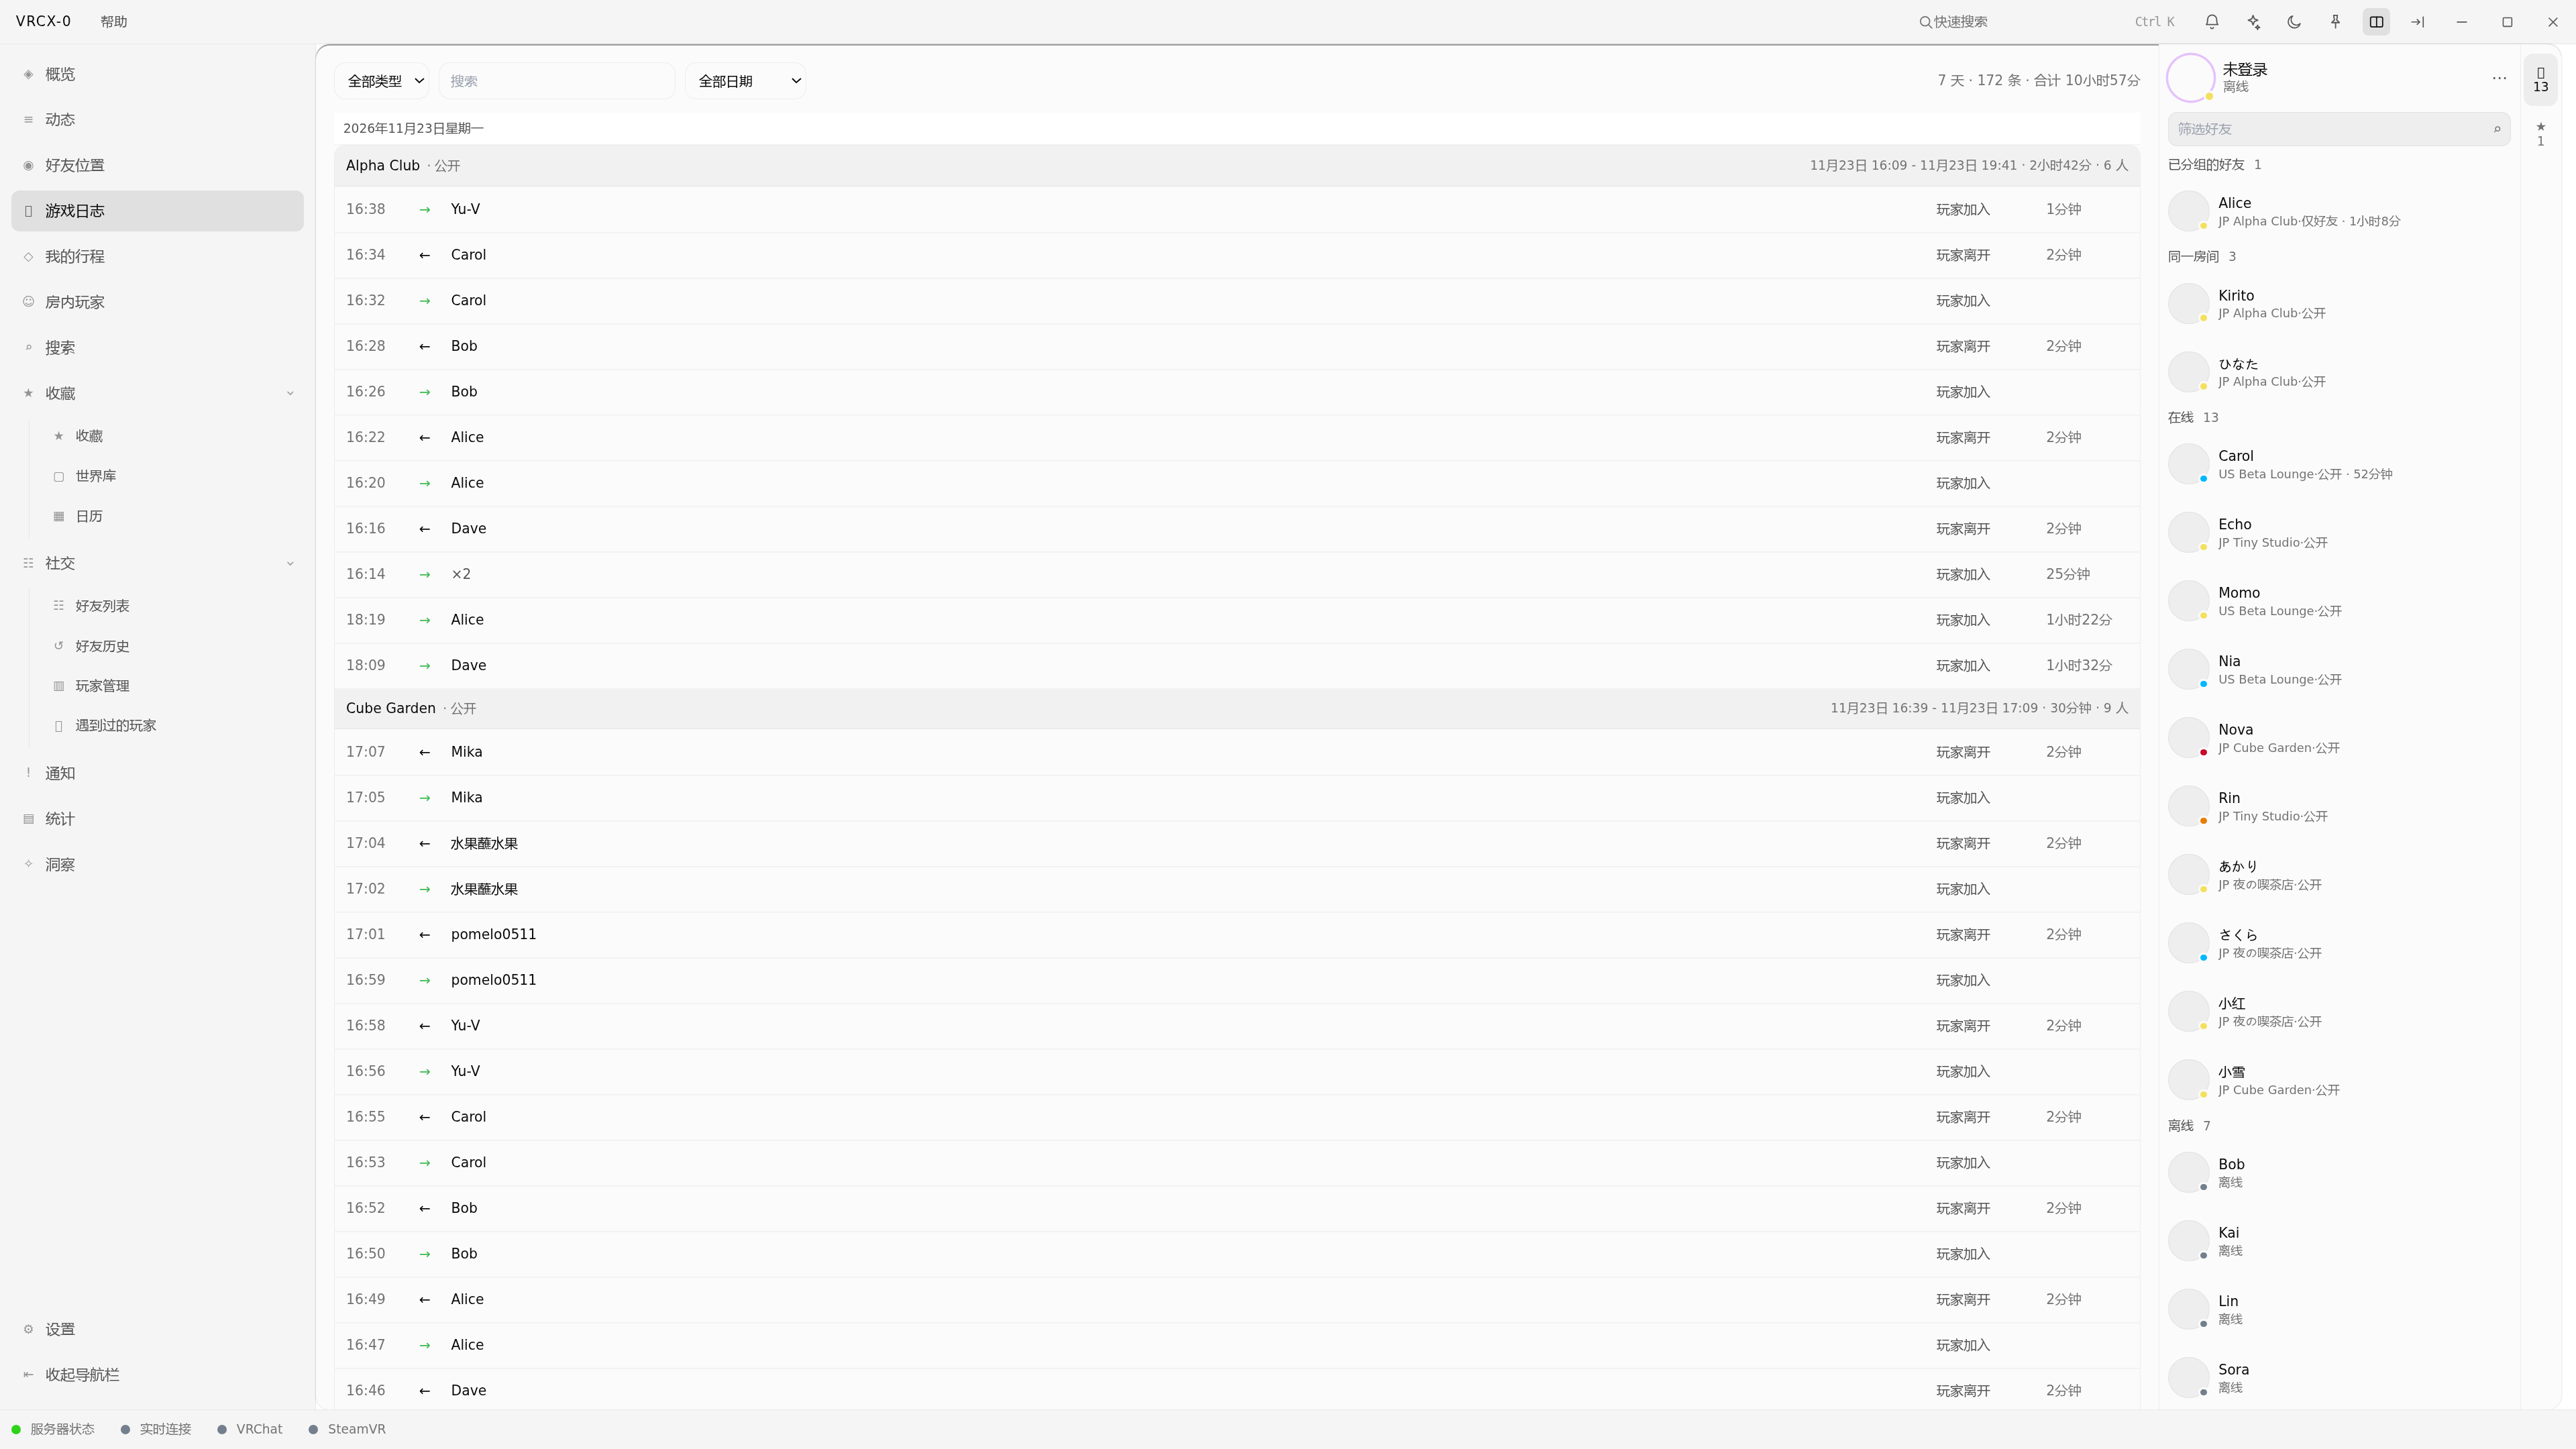 VRCX-0 帮助 快速搜索 Ctrl K
概览
动态
好友位置
游戏日志
我的行程
房内玩家
搜索
收藏
收藏
世界库
日历
社交
好友列表
好友历史
玩家管理
遇到过的玩家
通知
统计
洞察
设置
收起导航栏
全部类型 搜索 全部日期 7 天 · 172 条 · 合计 10小时57分
2026年11月23日星期一
Alpha Club · 公开 11月23日 16:09 - 11月23日 19:41 · 2小时42分 · 6 人
16:38 → Yu-V 玩家加入 1分钟
16:34 ← Carol 玩家离开 2分钟
16:32 → Carol 玩家加入
16:28 ← Bob 玩家离开 2分钟
16:26 → Bob 玩家加入
16:22 ← Alice 玩家离开 2分钟
16:20 → Alice 玩家加入
16:16 ← Dave 玩家离开 2分钟
16:14 → ×2 玩家加入 25分钟
18:19 → Alice 玩家加入 1小时22分
18:09 → Dave 玩家加入 1小时32分
Cube Garden · 公开 11月23日 16:39 - 11月23日 17:09 · 30分钟 · 9 人
17:07 ← Mika 玩家离开 2分钟
17:05 → Mika 玩家加入
17:04 ← 水果蘸水果 玩家离开 2分钟
17:02 → 水果蘸水果 玩家加入
17:01 ← pomelo0511 玩家离开 2分钟
16:59 → pomelo0511 玩家加入
16:58 ← Yu-V 玩家离开 2分钟
16:56 → Yu-V 玩家加入
16:55 ← Carol 玩家离开 2分钟
16:53 → Carol 玩家加入
16:52 ← Bob 玩家离开 2分钟
16:50 → Bob 玩家加入
16:49 ← Alice 玩家离开 2分钟
16:47 → Alice 玩家加入
16:46 ← Dave 玩家离开 2分钟
未登录
离线
筛选好友
已分组的好友 1
Alice
JP Alpha Club·仅好友 · 1小时8分
同一房间 3
Kirito
JP Alpha Club·公开
ひなた
JP Alpha Club·公开
在线 13
Carol
US Beta Lounge·公开 · 52分钟
Echo
JP Tiny Studio·公开
Momo
US Beta Lounge·公开
Nia
US Beta Lounge·公开
Nova
JP Cube Garden·公开
Rin
JP Tiny Studio·公开
あかり
JP 夜の喫茶店·公开
さくら
JP 夜の喫茶店·公开
小红
JP 夜の喫茶店·公开
小雪
JP Cube Garden·公开
离线 7
Bob
离线
Kai
离线
Lin
离线
Sora
离线
13
★
1
服务器状态 实时连接 VRChat SteamVR